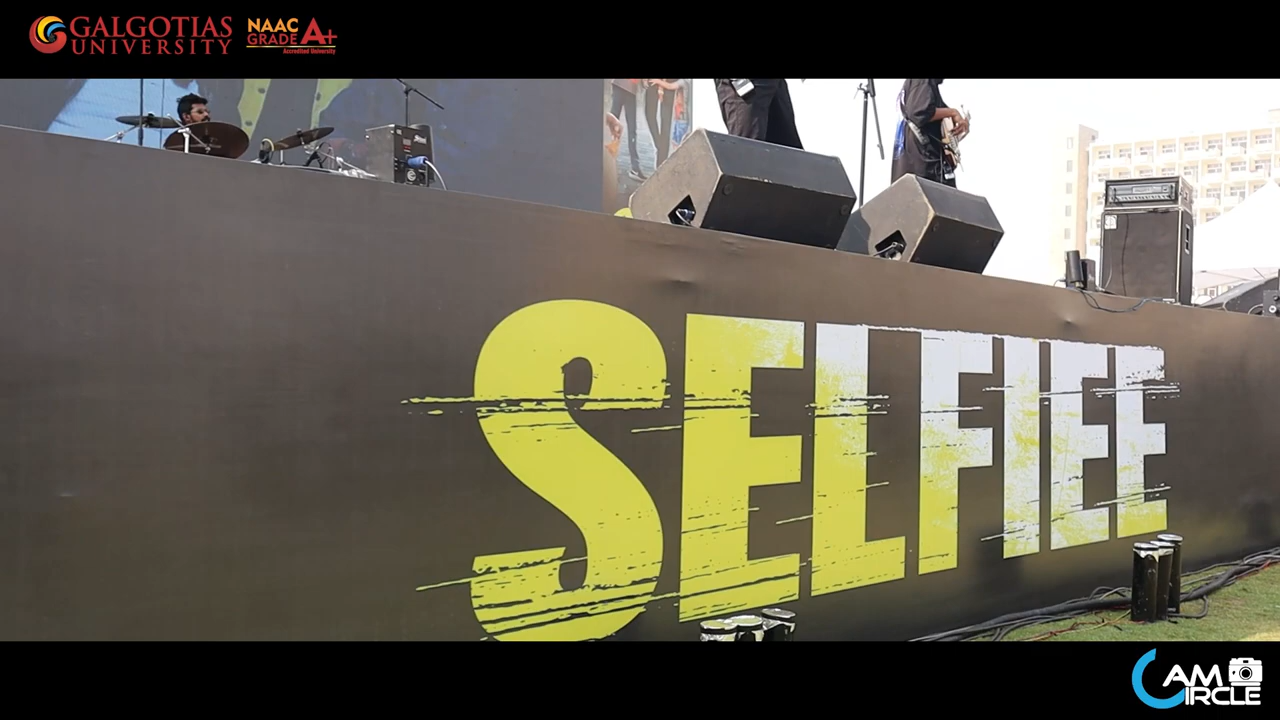 GALGOTIAS
UNIVERSITY
NAAC
GRADE A+
Accredited University
SELFIEE
CAM
CIRCLE